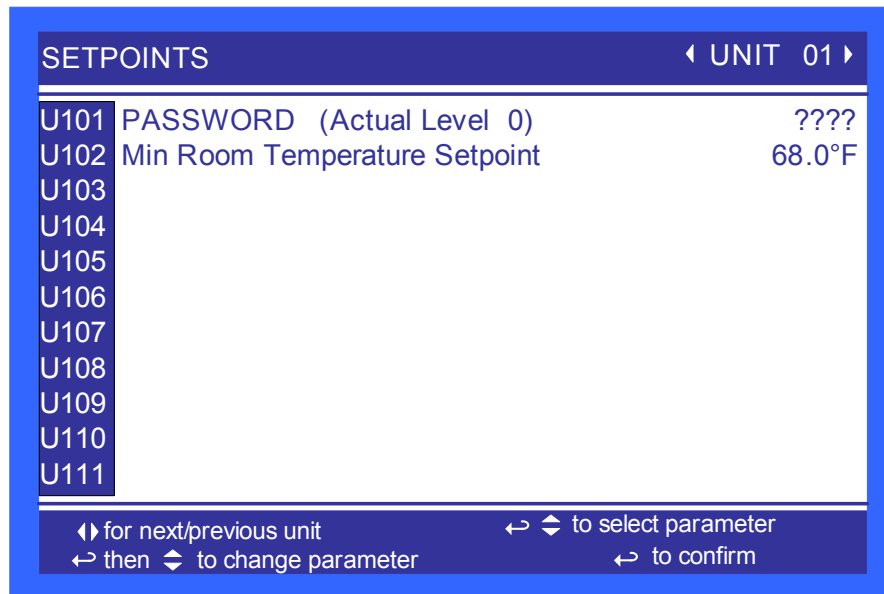 SETPOINTS UNIT 01
U101 PASSWORD (Actual Level 0) ????
U102 Min Room Temperature Setpoint 68.0°F
U103
U104
U105
U106
U107
U108
U109
U110
U111
for next/previous unit ↵ to select parameter
↵ then to change parameter ↵ to confirm